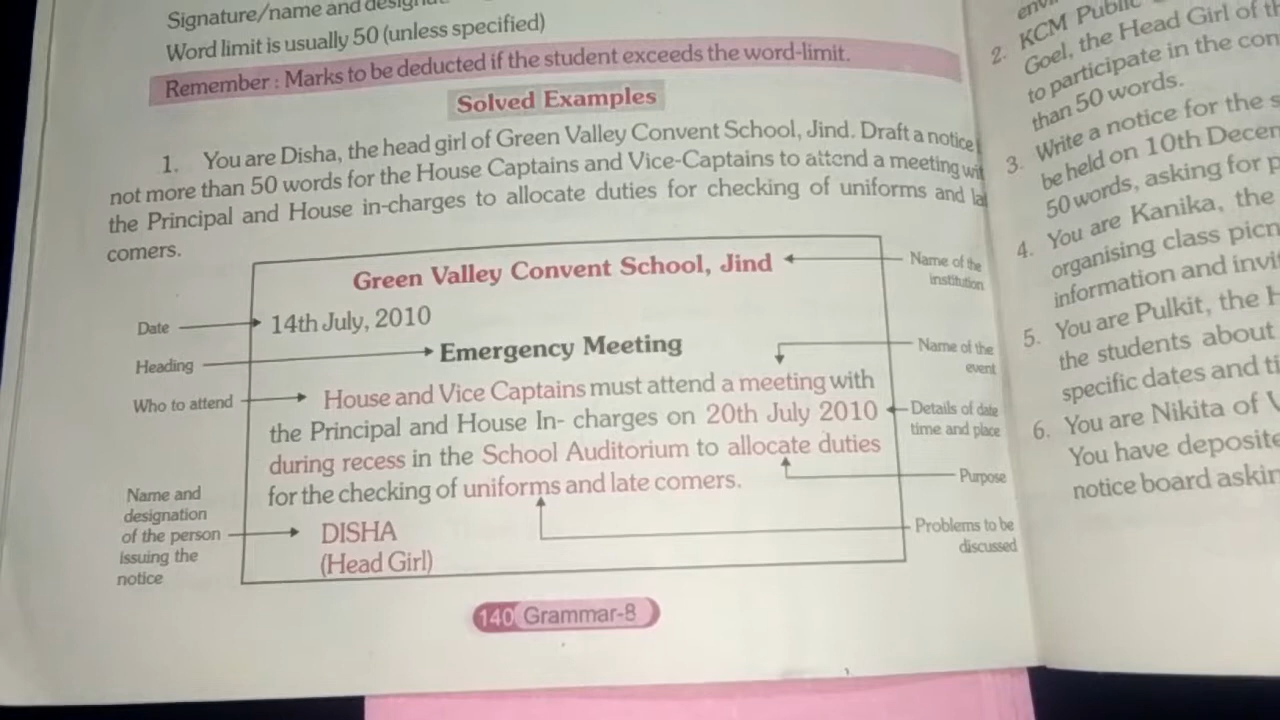 Signature/name and
Word limit is usually 50 (unless specified)
Remember : Marks to be deducted if the student exceeds the word-limit.
Solved Examples
1. You are Disha, the head girl of Green Valley Convent School, Jind. Draft a notice
not more than 50 words for the House Captains and Vice-Captains to attend a meeting
the Principal and House in-charges to allocate duties for checking of uniforms and
comers.
Green Valley Convent School, Jind
Name of the
institution
Date
14th July, 2010
Heading
Emergency Meeting
Name of the
event
Who to attend
House and Vice Captains must attend a meeting with
the Principal and House In- charges on 20th July 2010
during recess in the School Auditorium to allocate duties
for the checking of uniforms and late comers.
Details of date
time and place
Purpose
Name and
designation
of the person
issuing the
notice
DISHA
(Head Girl)
Problems to be
discussed
140 Grammar-8
2. KCM Public
Goel, the Head Girl of
to participate in the
than 50 words.
3. Write a notice for the
be held on 10th
50 words, asking for
4. You are Kanika, the
organising class
information and
5. You are Pulkit, the
the students about
specific dates and
6. You are Nikita of
You have
notice board